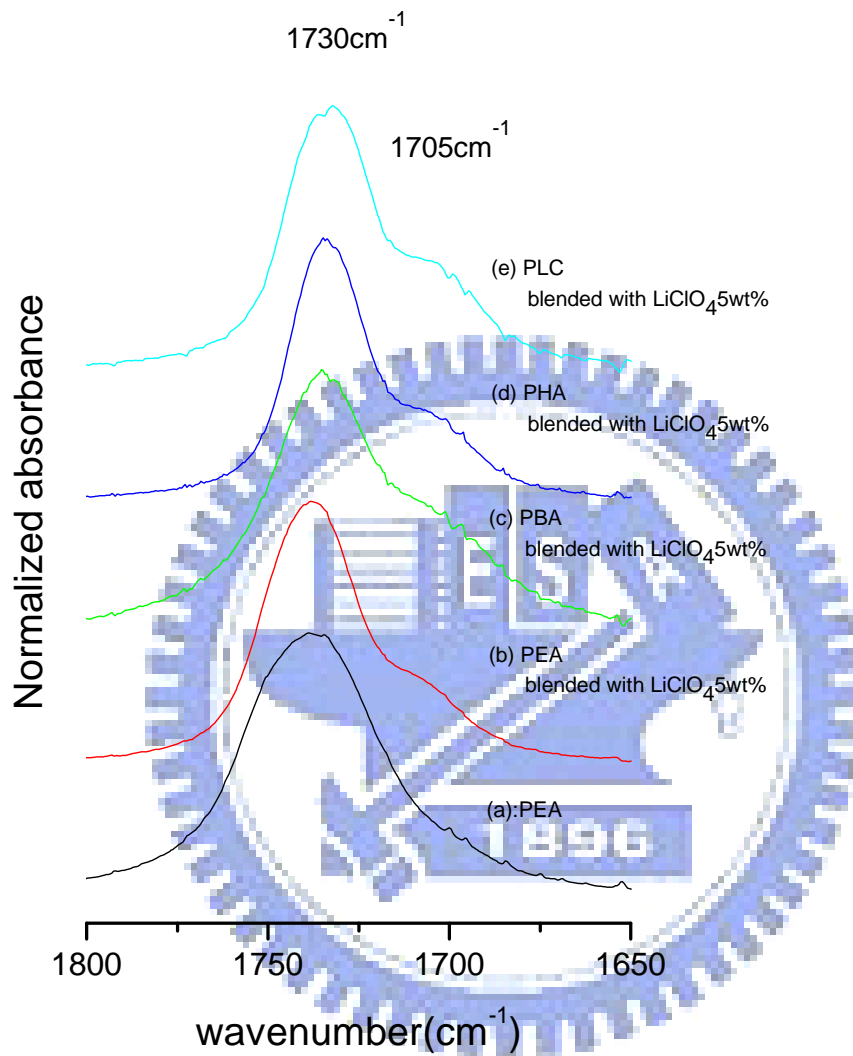 1730cm-1
1705cm-1
(e) PLC
blended with LiClO45wt%
(d) PHA
blended with LiClO45wt%
(c) PBA
blended with LiClO45wt%
(b) PEA
blended with LiClO45wt%
(a):PEA
ES
1896
Normalized absorbance
1800 1750 1700 1650
wavenumber(cm-1)